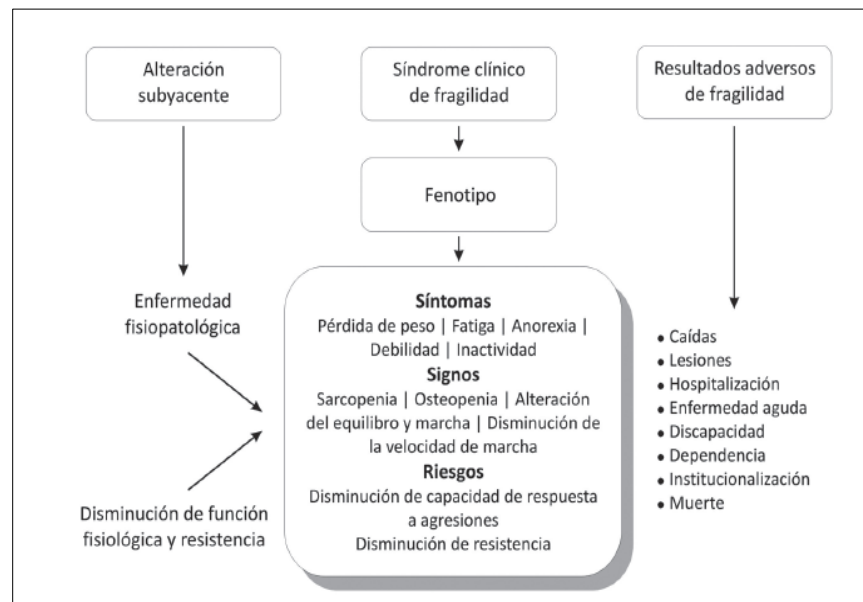 Alteración
subyacente
Síndrome clínico
de fragilidad
Resultados adversos
de fragilidad
Fenotipo
Enfermedad
fisiopatológica
Disminución de función
fisiológica y resistencia
Síntomas
Pérdida de peso | Fatiga | Anorexia |
Debilidad | Inactividad
Signos
Sarcopenia | Osteopenia | Alteración
del equilibro y marcha | Disminución de
la velocidad de marcha
Riesgos
Disminución de capacidad de respuesta
a agresiones
Disminución de resistencia
• Caídas
• Lesiones
• Hospitalización
• Enfermedad aguda
• Discapacidad
• Dependencia
• Institucionalización
• Muerte